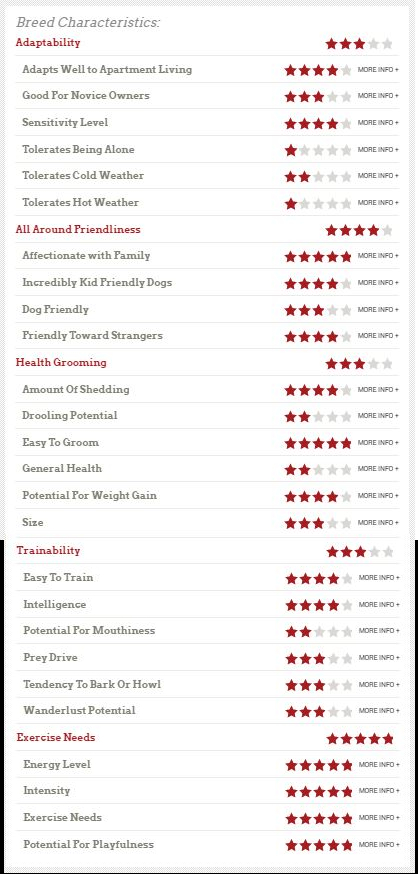 Breed Characteristics:
Adaptability
Adapts Well to Apartment Living MORE INFO +
Good For Novice Owners MORE INFO +
Sensitivity Level MORE INFO +
Tolerates Being Alone MORE INFO +
Tolerates Cold Weather MORE INFO +
Tolerates Hot Weather MORE INFO +
All Around Friendliness
Affectionate with Family MORE INFO +
Incredibly Kid Friendly Dogs MORE INFO +
Dog Friendly MORE INFO +
Friendly Toward Strangers MORE INFO +
Health Grooming
Amount Of Shedding MORE INFO +
Drooling Potential MORE INFO +
Easy To Groom MORE INFO +
General Health MORE INFO +
Potential For Weight Gain MORE INFO +
Size MORE INFO +
Trainability
Easy To Train MORE INFO +
Intelligence MORE INFO +
Potential For Mouthiness MORE INFO +
Prey Drive MORE INFO +
Tendency To Bark Or Howl MORE INFO +
Wanderlust Potential MORE INFO +
Exercise Needs
Energy Level MORE INFO +
Intensity MORE INFO +
Exercise Needs MORE INFO +
Potential For Playfulness MORE INFO +